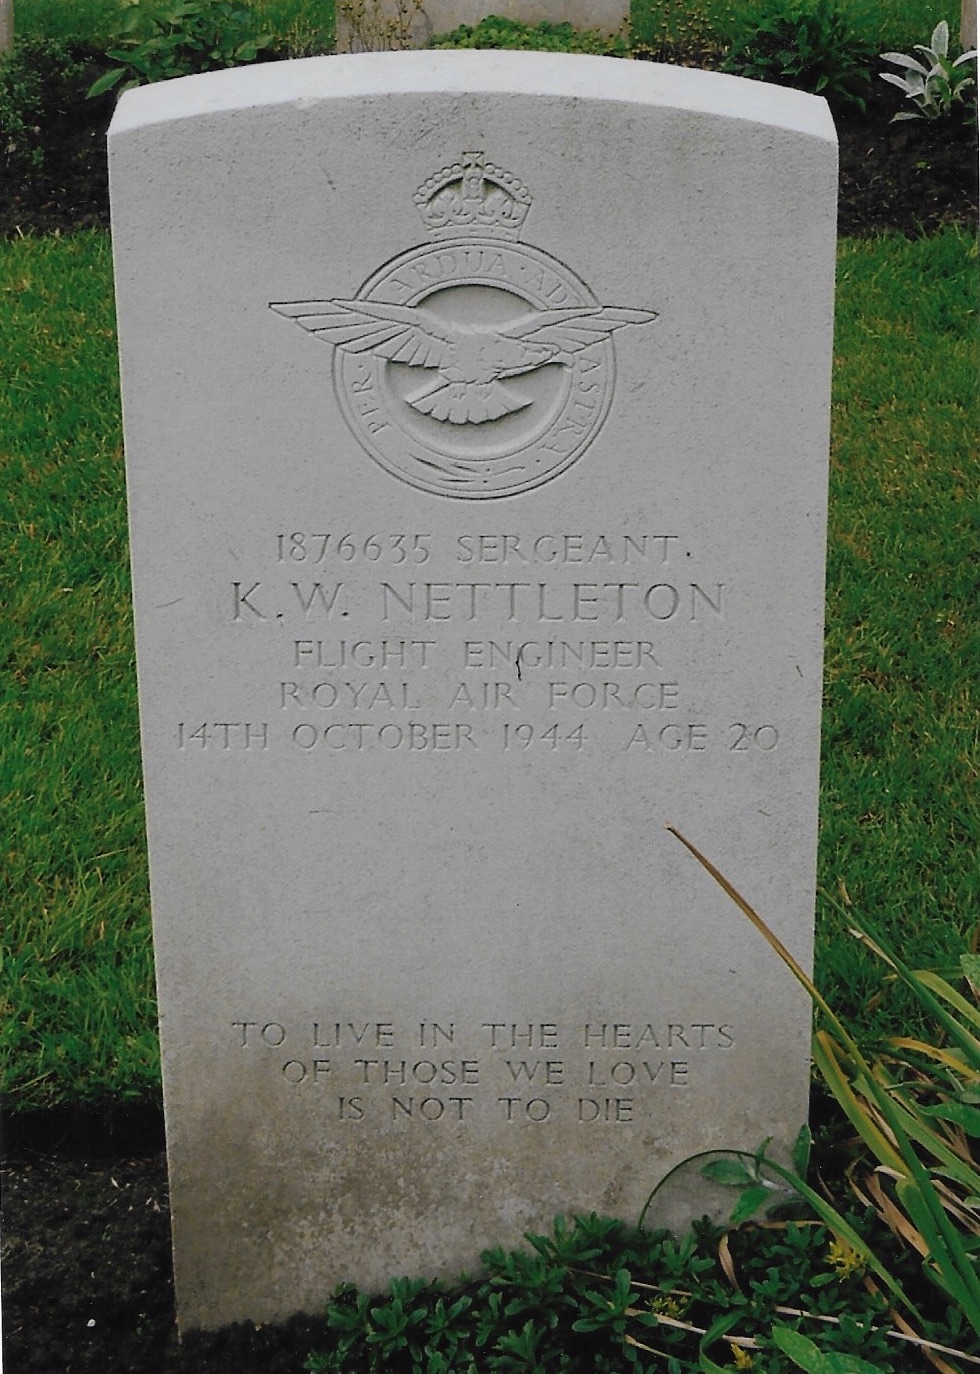 PER · ARDUA · AD · ASTRA
1876635 SERGEANT
K. W. NETTLETON
FLIGHT ENGINEER
ROYAL AIR FORCE
14TH OCTOBER 1944 AGE 20
TO LIVE IN THE HEARTS
OF THOSE WE LOVE
IS NOT TO DIE